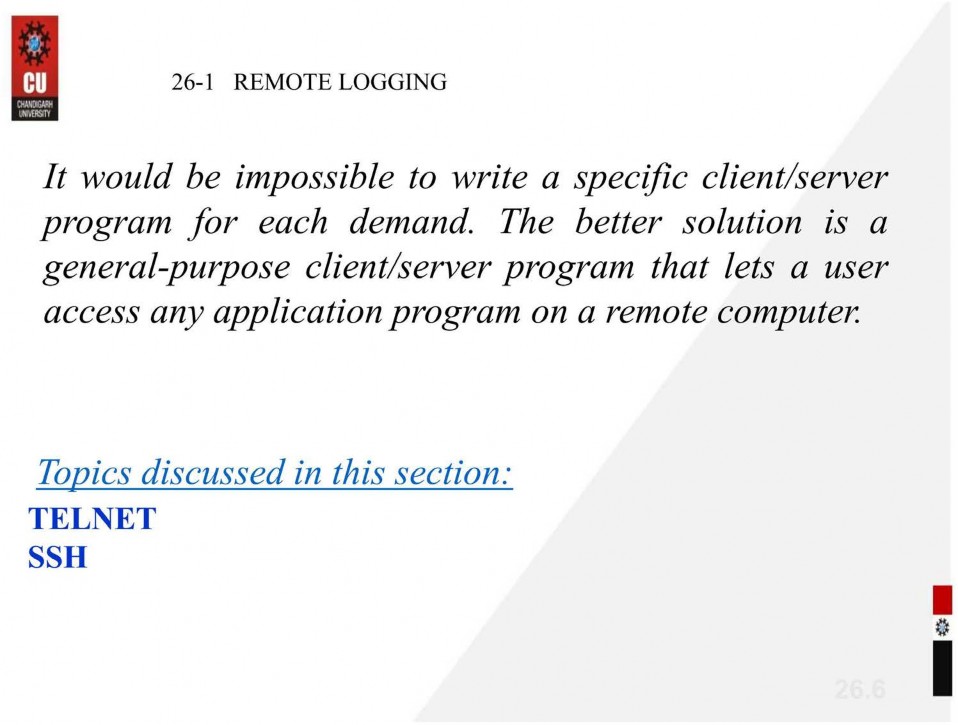 CU
CHANDIGARH
UNIVERSITY
26-1 REMOTE LOGGING
It would be impossible to write a specific client/server
program for each demand. The better solution is a
general-purpose client/server program that lets a user
access any application program on a remote computer.
Topics discussed in this section:
TELNET
SSH
26.6